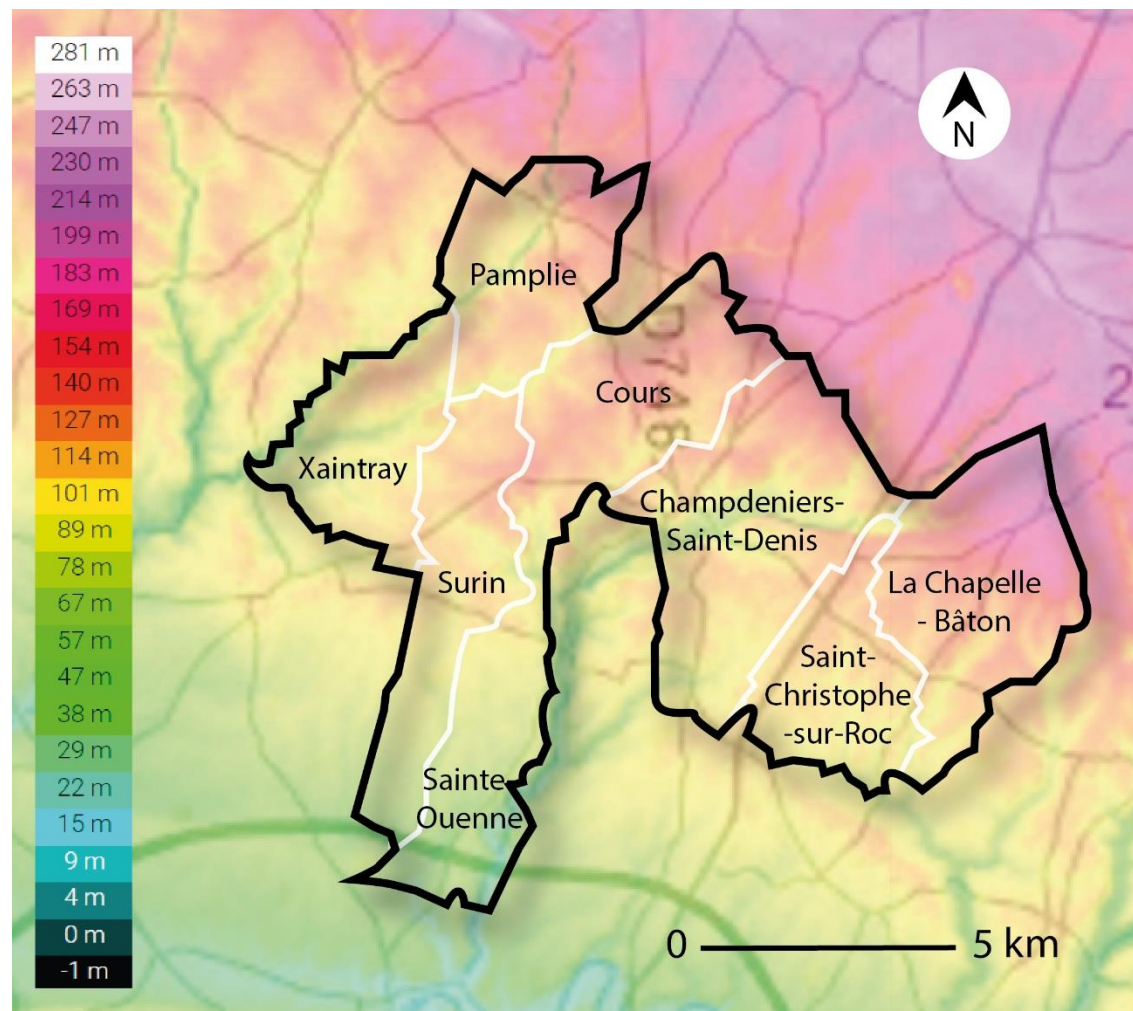 281 m
263 m
247 m
230 m
214 m
199 m
183 m
169 m
154 m
140 m
127 m
114 m
101 m
89 m
78 m
67 m
57 m
47 m
38 m
29 m
22 m
15 m
9 m
4 m
0 m
-1 m
N
Pamplie
D748
Cours
2
Xaintray
Champdeniers-
Saint-Denis
Surin
La Chapelle
- Bâton
Saint-
Christophe
-sur-Roc
Sainte-
Ouenne
0 5 km